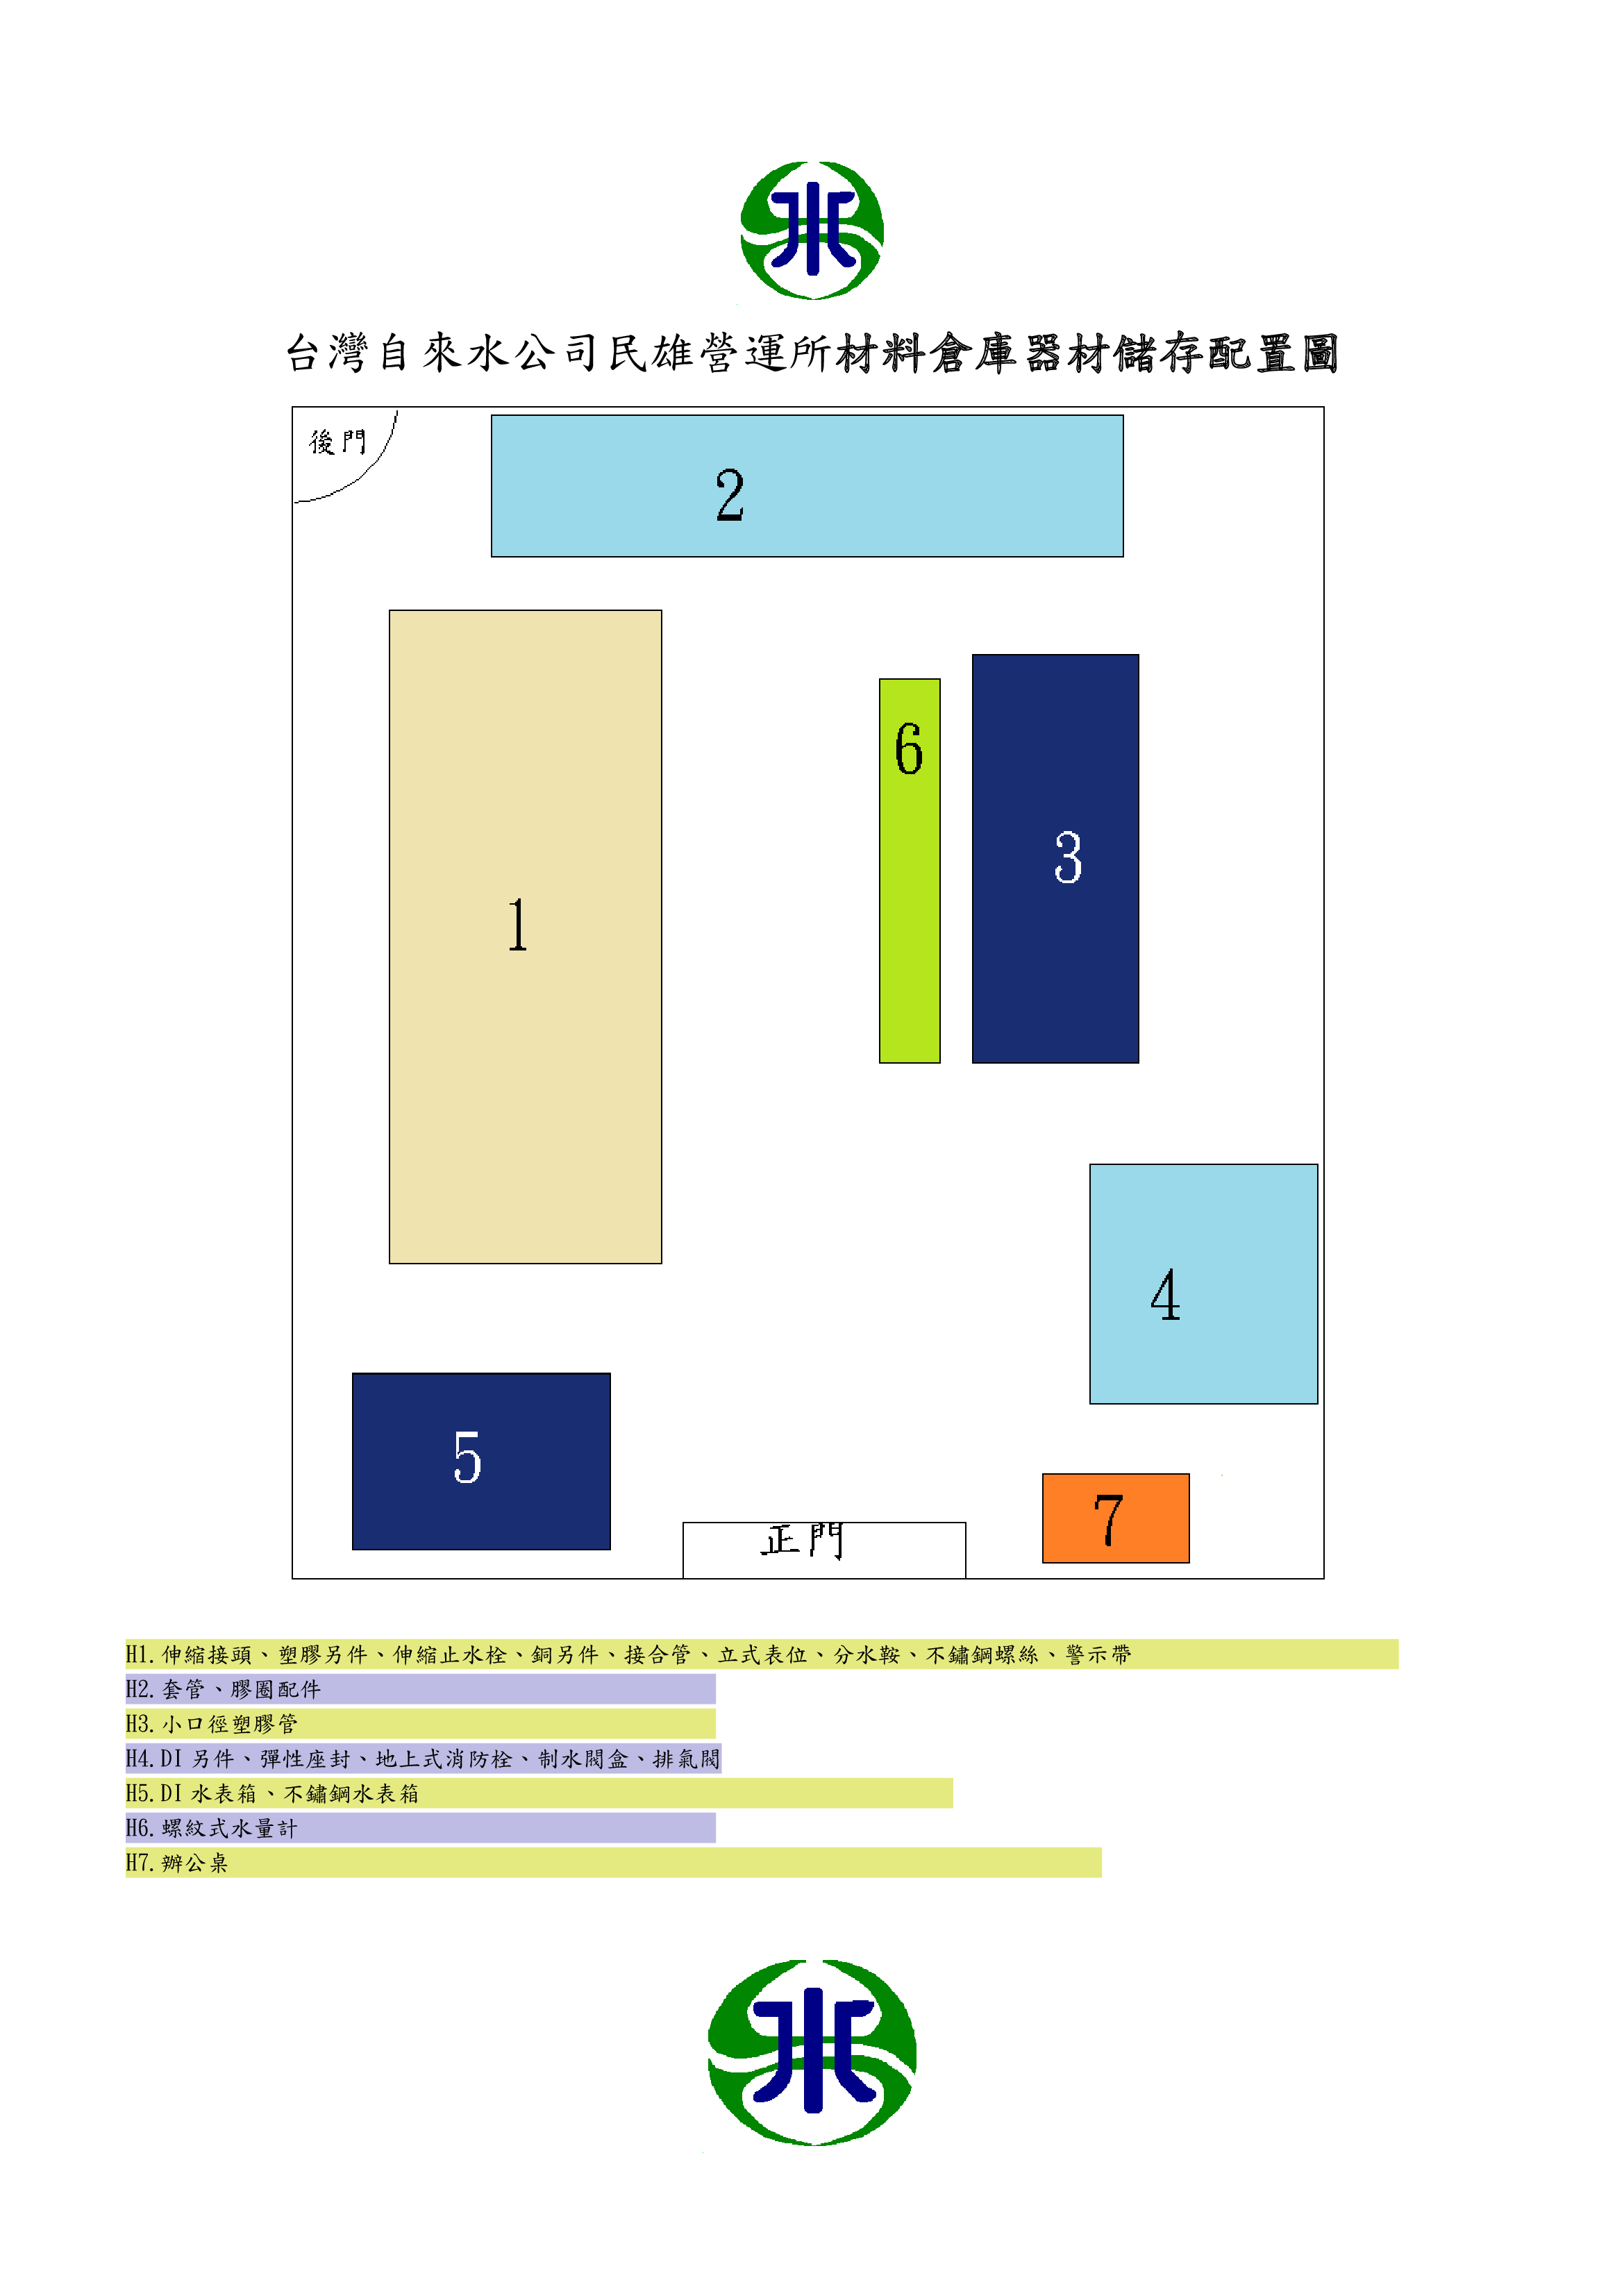 水
台灣自來水公司民雄營運所材料倉庫器材儲存配置圖
後門
2
6
3
1
4
5
7
正門
H1.伸縮接頭、塑膠另件、伸縮止水栓、銅另件、接合管、立式表位、分水鞍、不鏽鋼螺絲、警示帶
H2.套管、膠圈配件
H3.小口徑塑膠管
H4.DI 另件、彈性座封、地上式消防栓、制水閥盒、排氣閥
H5.DI 水表箱、不鏽鋼水表箱
H6.螺紋式水量計
H7.辦公桌
水